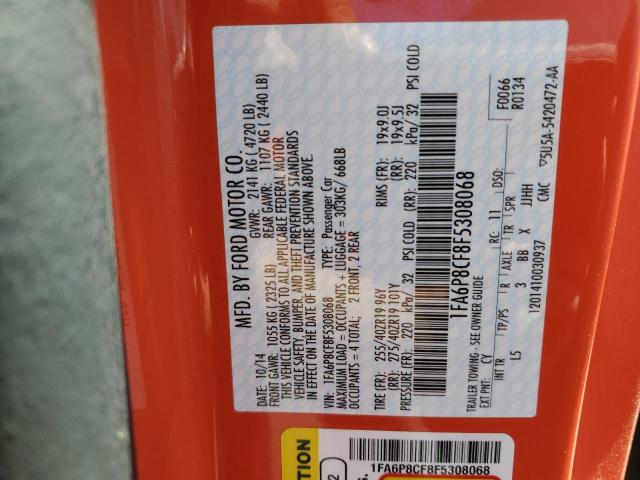 MFD. BY FORD MOTOR CO.
DATE: 10/14 GVWR: 2141 KG ( 4720 LB)
FRONT GAWR: 1055 KG ( 2325 LB) REAR GAWR: 1107 KG ( 2440 LB)
THIS VEHICLE CONFORMS TO ALL APPLICABLE FEDERAL MOTOR
VEHICLE SAFETY, BUMPER, AND THEFT PREVENTION STANDARDS
IN EFFECT ON THE DATE OF MANUFACTURE SHOWN ABOVE.
VIN: 1FA6P8CF8F5308068 TYPE: Passenger Car
MAXIMUM LOAD = OCCUPANTS + LUGGAGE = 303KG/ 668LB
OCCUPANTS = 4 TOTAL: 2 FRONT, 2 REAR
TIRE (FR): 255/40ZR19 96Y RIMS (FR): 19x9.0J
(RR): 275/40ZR19 101Y (RR): 19x9.5J
PRESSURE (FR): 220 kPa/ 32 PSI COLD (RR): 220 kPa/ 32 PSI COLD
1FA6P8CF8F5308068
TRAILER TOWING - SEE OWNER GUIDE F0066
EXT PNT: CY RC: 11 DSO: R0134
INT TR TP/PS R AXLE TR SPR
L5 3 BB X JJHH
1201410030937 CMC ▽5U5A-5420472-AA
TION
2
1FA6P8CF8F5308068